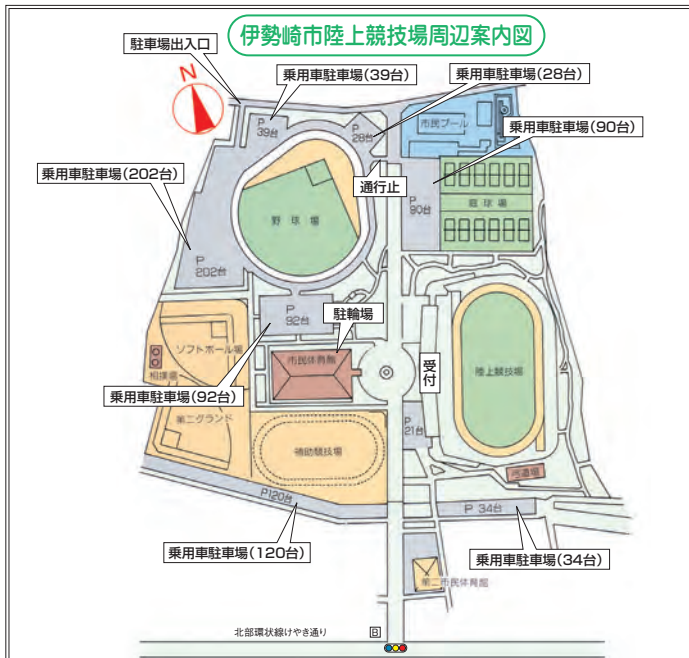 伊勢崎市陸上競技場周辺案内図
駐車場出入口
N
乗用車駐車場(39台)
乗用車駐車場(28台)
P
39台
P
28台
市民プール
乗用車駐車場(90台)
乗用車駐車場(202台)
通行止
P
90台
庭球場
野球場
P
202台
P
92台
駐輪場
ソフトボール場
市民体育館
相撲場
受付
陸上競技場
乗用車駐車場(92台)
第二グランド
P
21台
補助競技場
弓道場
P120台
P 34台
乗用車駐車場(120台)
乗用車駐車場(34台)
第二市民体育館
北部環状線けやき通り
B